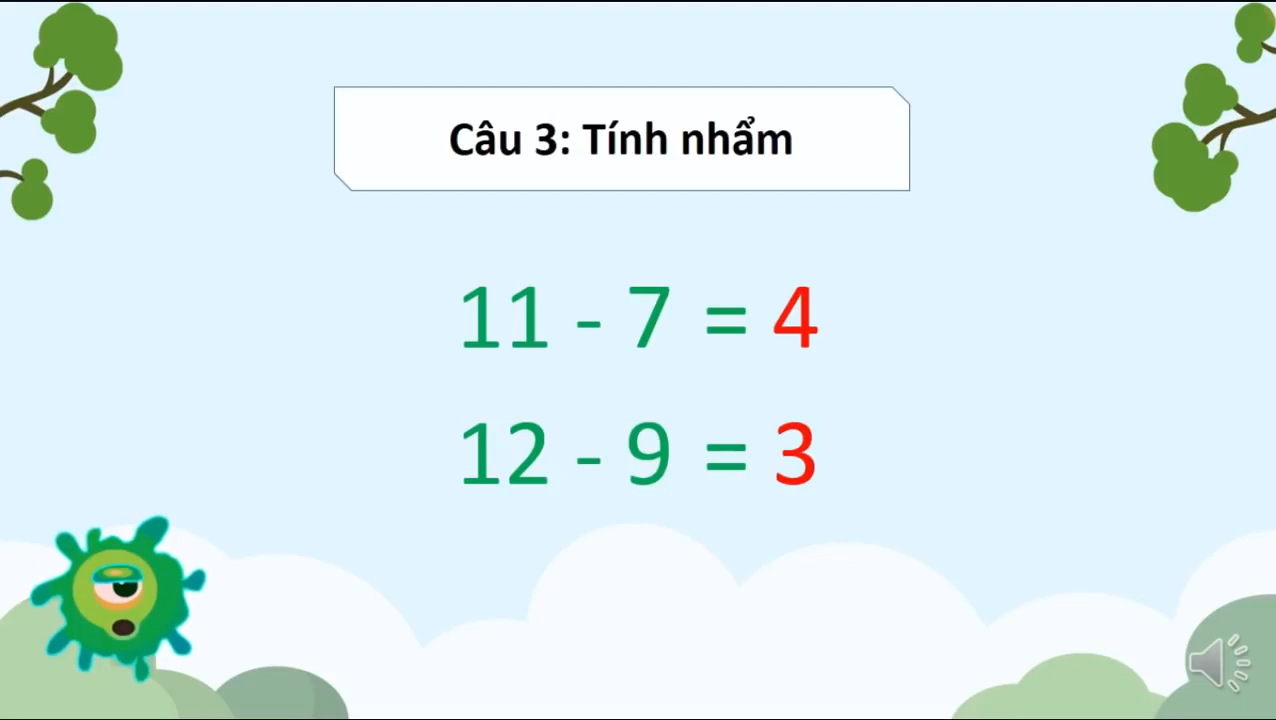 Câu 3: Tính nhẩm
11 - 7 = 4
12 - 9 = 3